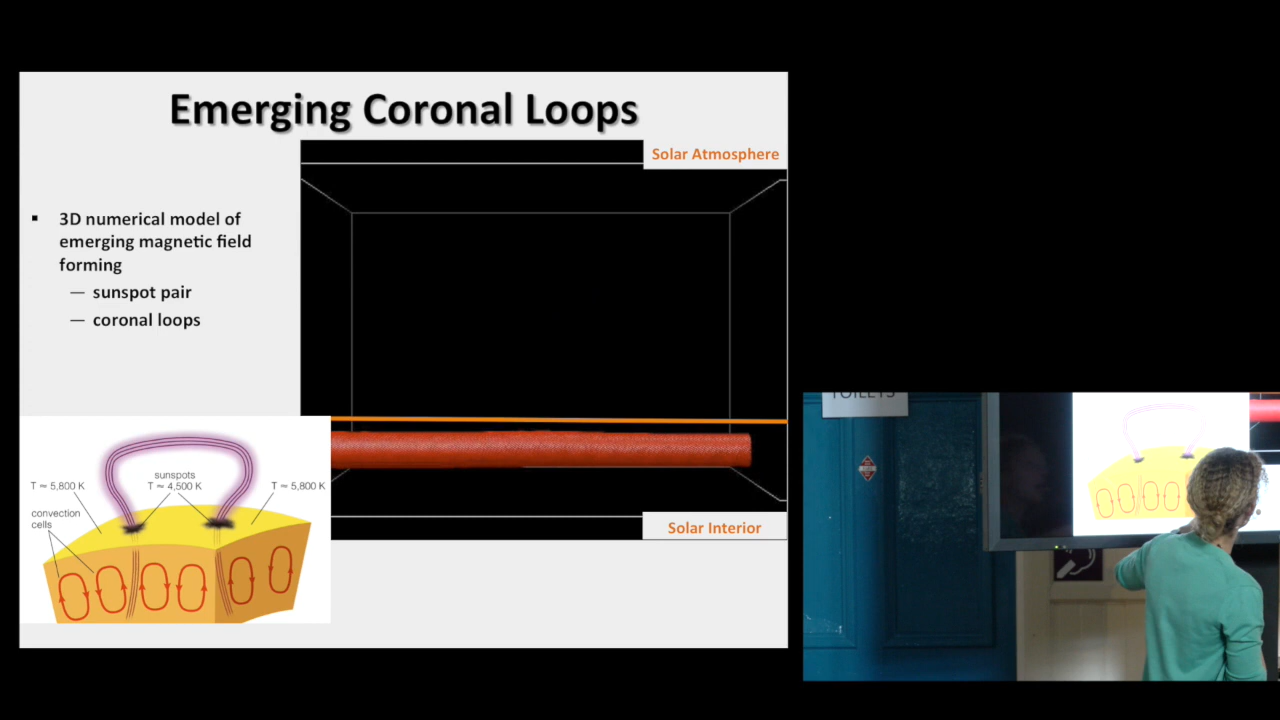 Emerging Coronal Loops
Solar Atmosphere
▪ 3D numerical model of
emerging magnetic field
forming
— sunspot pair
— coronal loops
sunspots
T ≈ 5,800 K
T ≈ 4,500 K
T ≈ 5,800 K
convection
cells
Solar Interior
TOILETS